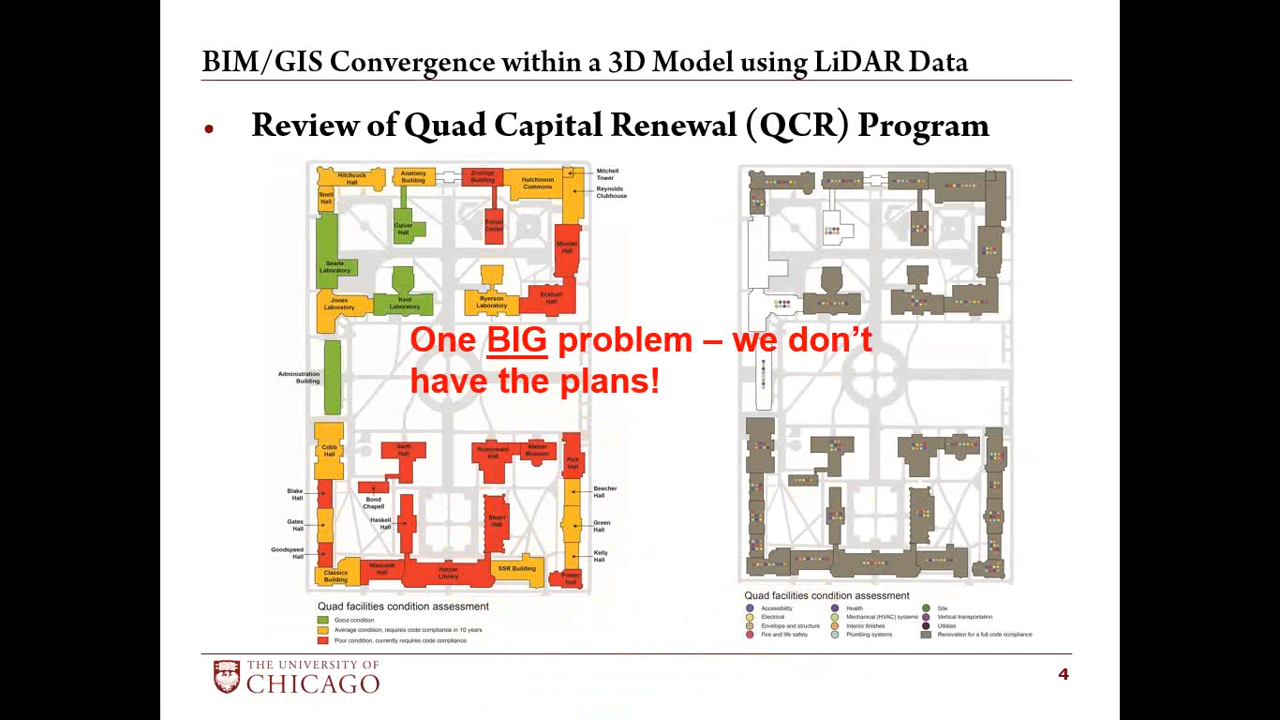 BIM/GIS Convergence within a 3D Model using LiDAR Data
• Review of Quad Capital Renewal (QCR) Program
Hitchcock
Hall
Anatomy
Building
Zoology
Building
Hutchinson
Commons
Mitchell
Tower
Reynolds
Clubhouse
Snell
Hall
Culver
Hall
Erman
Center
Mandel
Hall
Searle
Laboratory
Jones
Laboratory
Kent
Laboratory
Ryerson
Laboratory
Eckhart
Hall
One BIG problem – we don't
have the plans!
Administration
Building
Cobb
Hall
Swift
Hall
Rosenwald
Hall
Walker
Museum
Pick
Hall
Blake
Hall
Bond
Chapel
Beecher
Hall
Gates
Hall
Haskell
Hall
Stuart
Hall
Green
Hall
Goodspeed
Hall
Kelly
Hall
Classics
Building
Wieboldt
Hall
Harper
Library
SSR Building
Foster
Hall
Quad facilities condition assessment
Good condition
Average condition, requires code compliance in 10 years
Poor condition, currently requires code compliance
Quad facilities condition assessment
Accessibility
Electrical
Envelope and structure
Fire and life safety
Health
Mechanical (HVAC) systems
Interior finishes
Plumbing systems
Site
Vertical transportation
Utilities
Renovation for a full code compliance
THE UNIVERSITY OF
CHICAGO
4